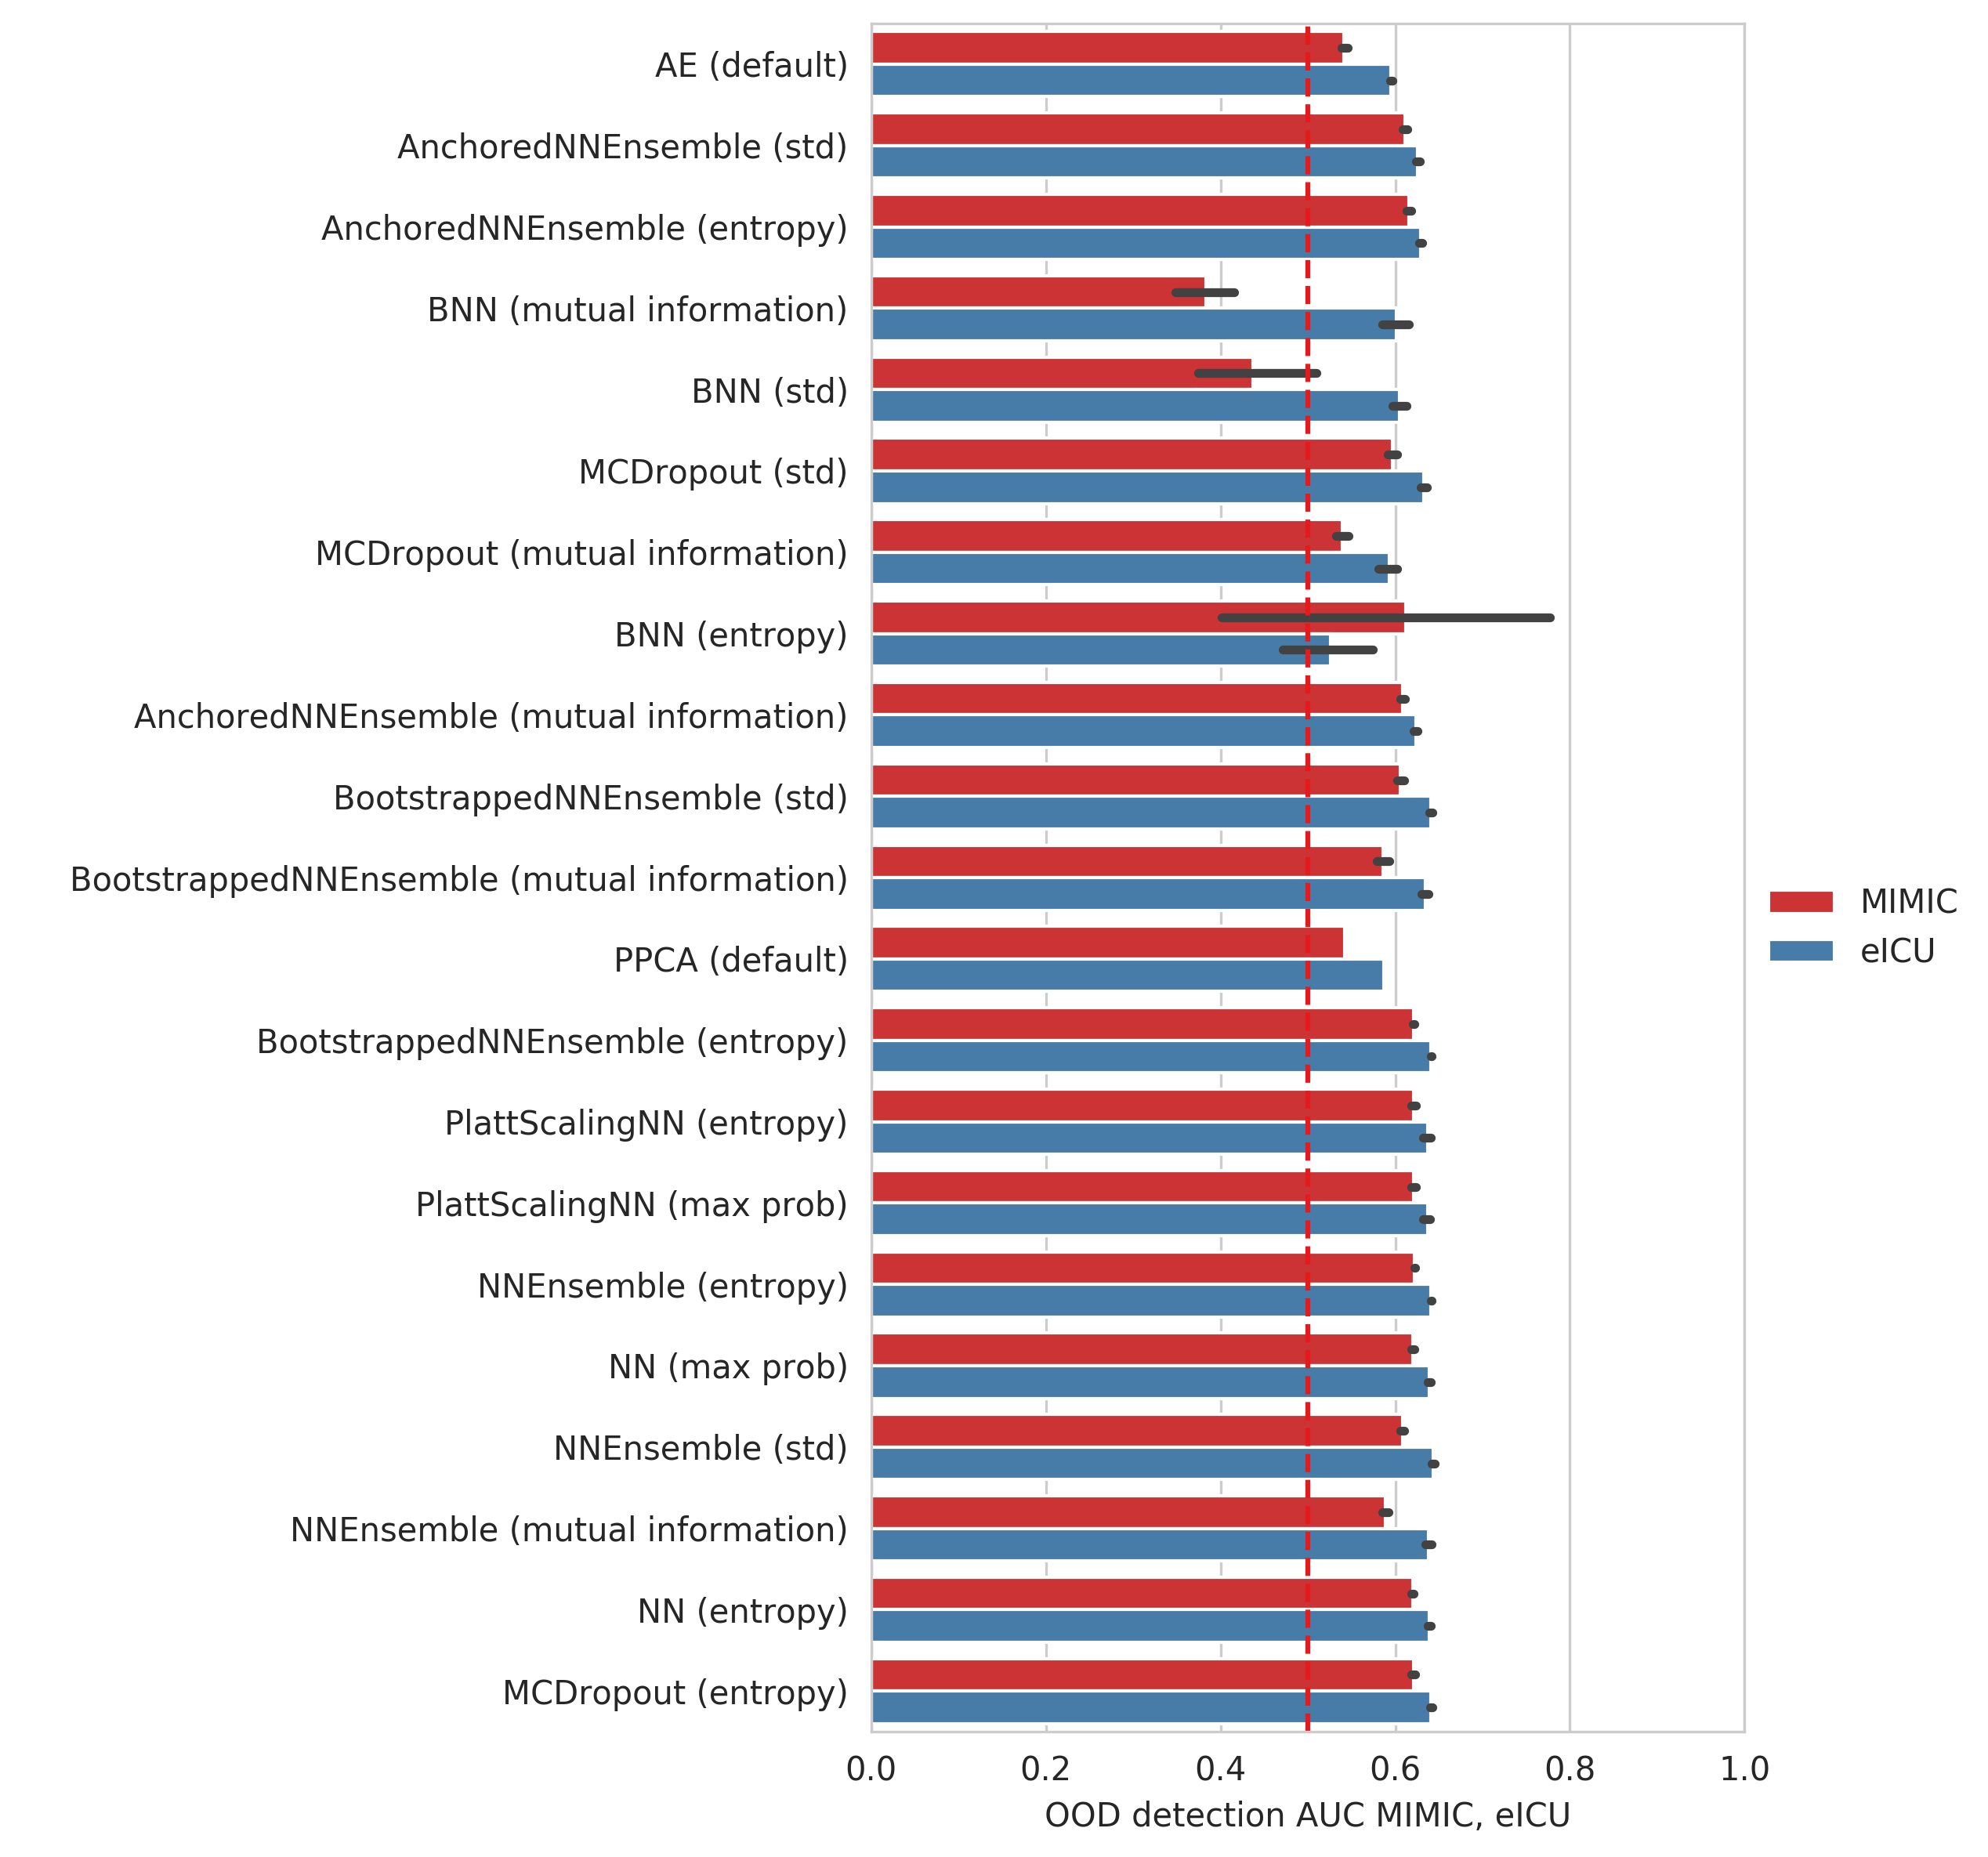 AE (default)
AnchoredNNEnsemble (std)
AnchoredNNEnsemble (entropy)
BNN (mutual information)
BNN (std)
MCDropout (std)
MCDropout (mutual information)
BNN (entropy)
AnchoredNNEnsemble (mutual information)
BootstrappedNNEnsemble (std)
BootstrappedNNEnsemble (mutual information)
PPCA (default)
BootstrappedNNEnsemble (entropy)
PlattScalingNN (entropy)
PlattScalingNN (max prob)
NNEnsemble (entropy)
NN (max prob)
NNEnsemble (std)
NNEnsemble (mutual information)
NN (entropy)
MCDropout (entropy)
MIMIC
eICU
0.0 0.2 0.4 0.6 0.8 1.0
OOD detection AUC MIMIC, eICU